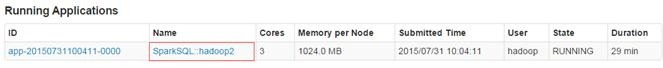 Running Applications
ID Name Cores Memory per Node Submitted Time User State Duration
app-20150731100411-0000 SparkSQL::hadoop2 3 1024.0 MB 2015/07/31 10:04:11 hadoop RUNNING 29 min